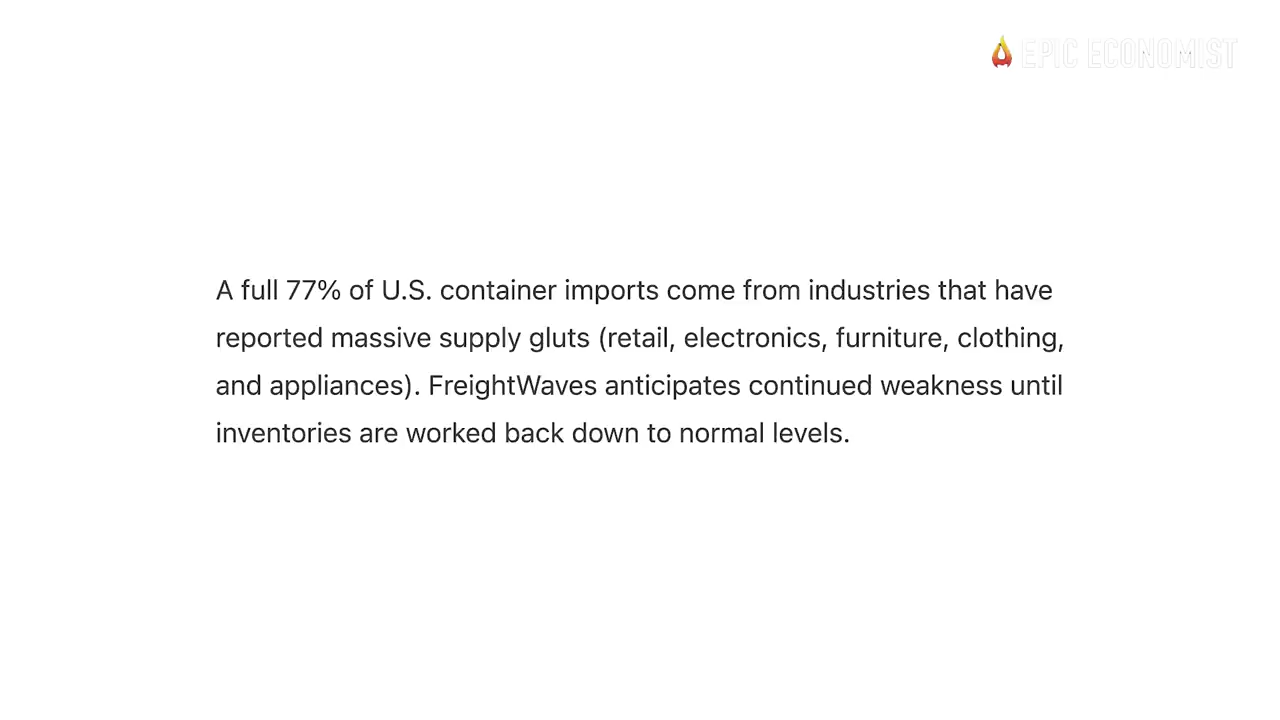 EPIC ECONOMIST
A full 77% of U.S. container imports come from industries that have
reported massive supply gluts (retail, electronics, furniture, clothing,
and appliances). FreightWaves anticipates continued weakness until
inventories are worked back down to normal levels.